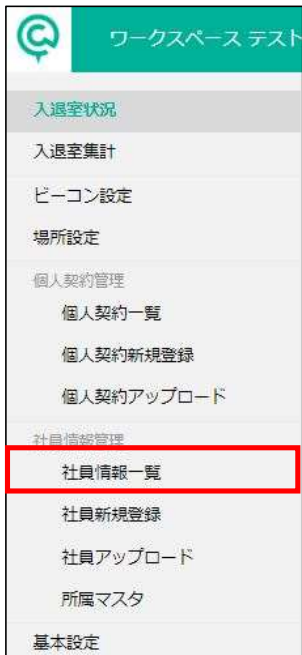 ワークスペース テスト
入退室状況
入退室集計
ビーコン設定
場所設定
個人契約管理
個人契約一覧
個人契約新規登録
個人契約アップロード
社員情報管理
社員情報一覧
社員新規登録
社員アップロード
所属マスタ
基本設定